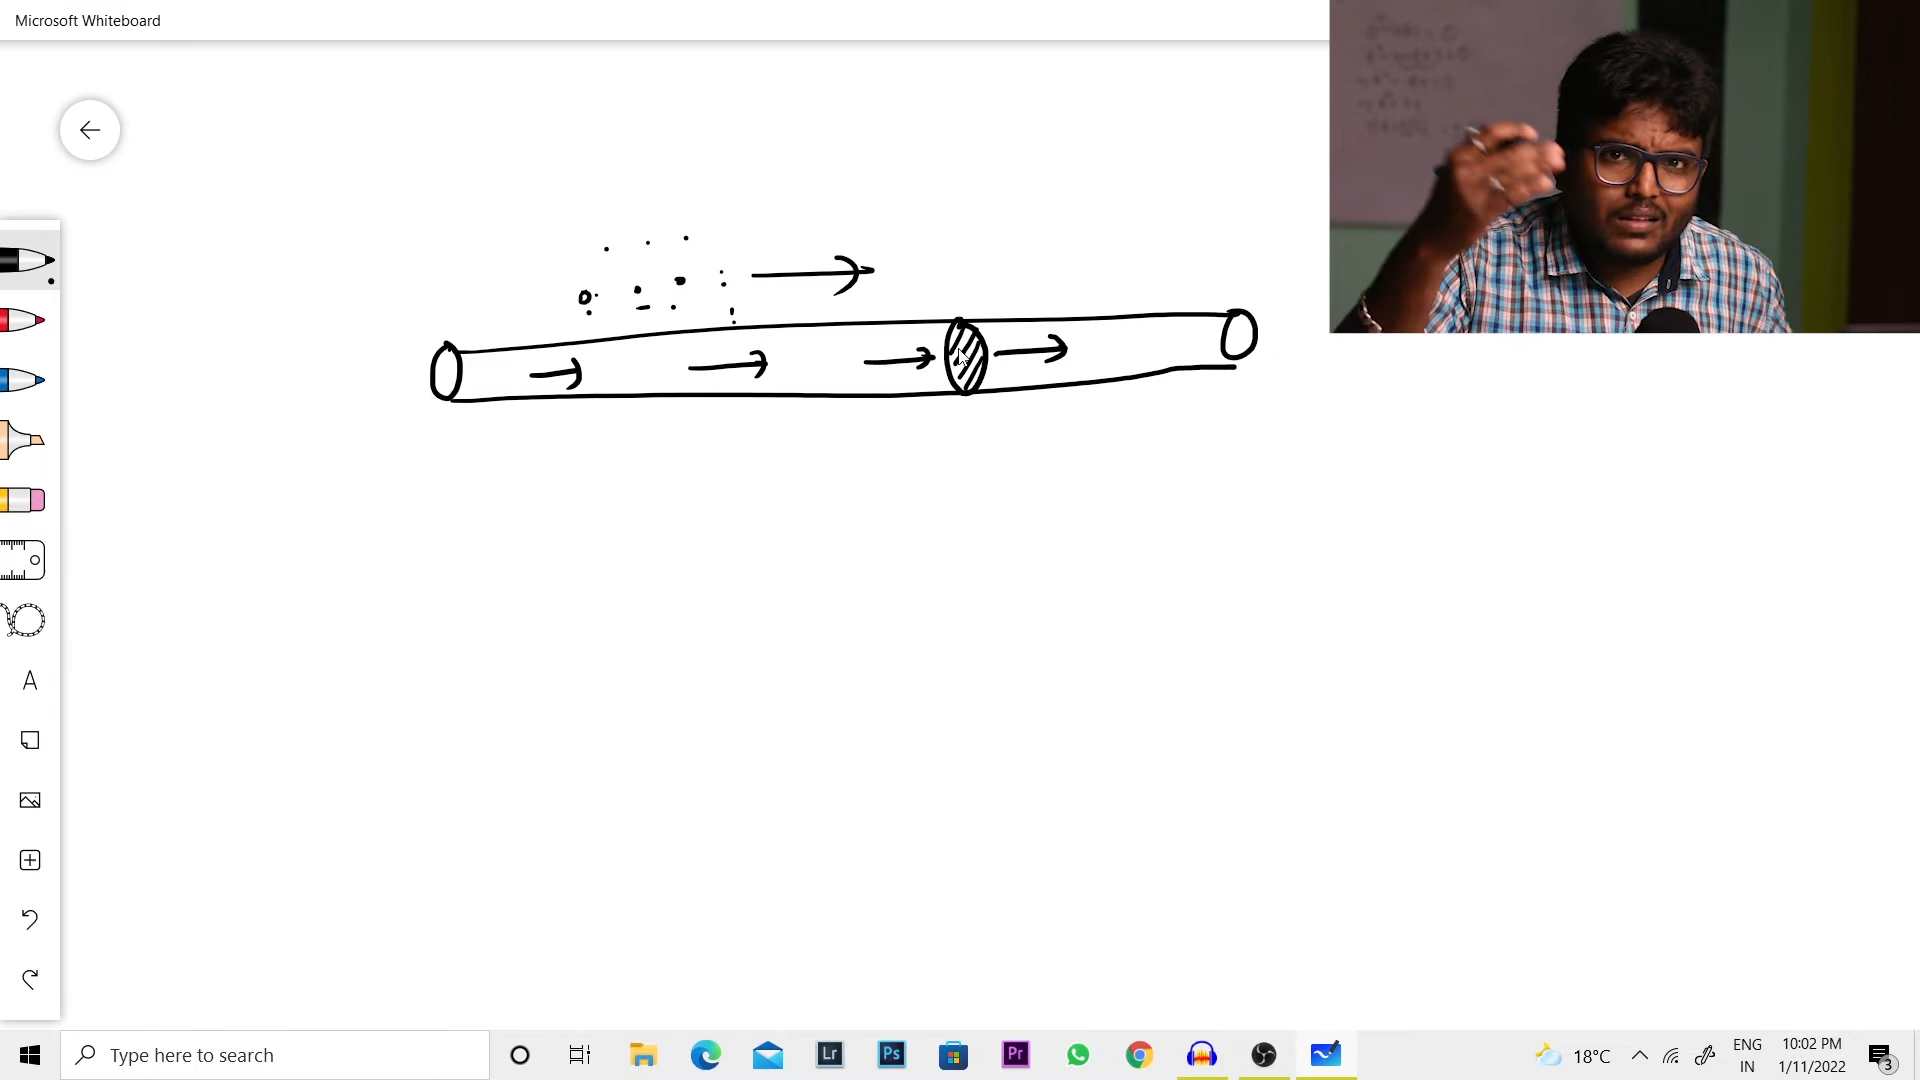 Microsoft Whiteboard
A
Type here to search
Lr
Ps
Pr
18°C
ENG
IN
10:02 PM
1/11/2022
3